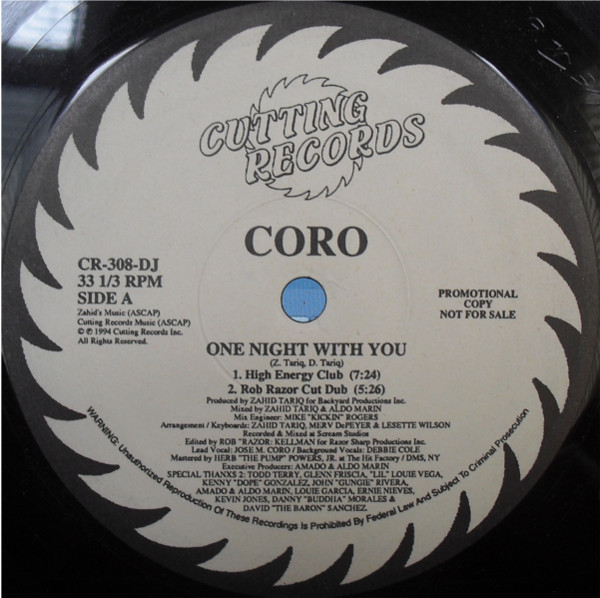 CUTTING
RECORDS
CORO
CR-308-DJ
33 1/3 RPM
SIDE A
Zahid's Music (ASCAP)
Cutting Records Music (ASCAP)
© ℗ 1994 Cutting Records Inc.
All Rights Reserved.
PROMOTIONAL
COPY
NOT FOR SALE
ONE NIGHT WITH YOU
(Z. Tariq, D. Tariq)
1. High Energy Club (7:24)
2. Rob Razor Cut Dub (5:26)
Produced by ZAHID TARIQ for Backyard Productions Inc.
Mixed by ZAHID TARIQ & ALDO MARIN
Mix Engineer: MIKE "KICKIN" ROGERS
Arrangement / Keyboards: ZAHID TARIQ, MERV DePEYER & LESETTE WILSON
Recorded & Mixed at Scream Studios
Edited by ROB "RAZOR: KELLMAN for Razor Sharp Productions Inc.
Lead Vocal: JOSE M. CORO / Background Vocals: DEBBIE COLE
Mastered by HERB "THE PUMP" POWERS, JR. at The Hit Factory / DMS, NY
Executive Producers: AMADO & ALDO MARIN
SPECIAL THANKS 2: TODD TERRY, GLENN FRISCIA, "LIL" LOUIE VEGA,
KENNY "DOPE" GONZALEZ, JOHN "GUNGIE" RIVERA,
AMADO & ALDO MARIN, LOUIE GARCIA, ERNIE NIEVES,
KEVIN JONES, DANNY "BUDDHA" MORALES &
DAVID "THE BARON" SANCHEZ.
WARNING: Unauthorized Reproduction Of These Recordings Is Prohibited By Federal Law And Subject To Criminal Prosecution